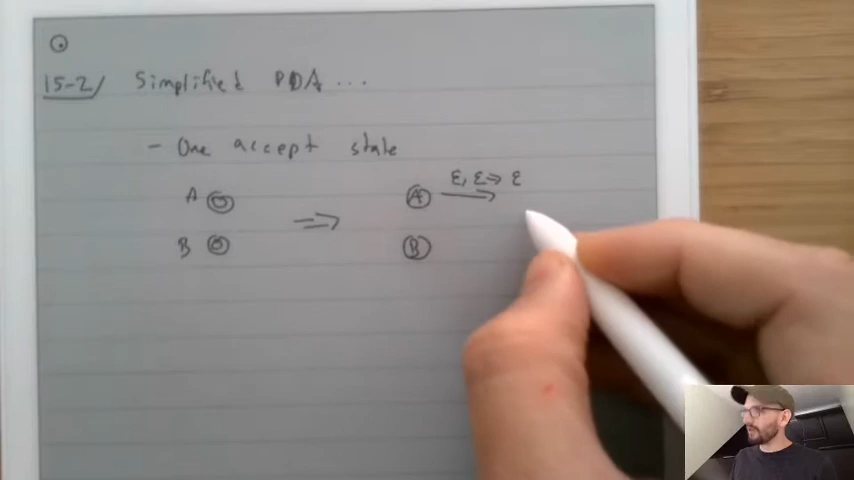 15-2/ Simplified PDA...
- One accept state
A ⇒ A ε, ε → ε
B B